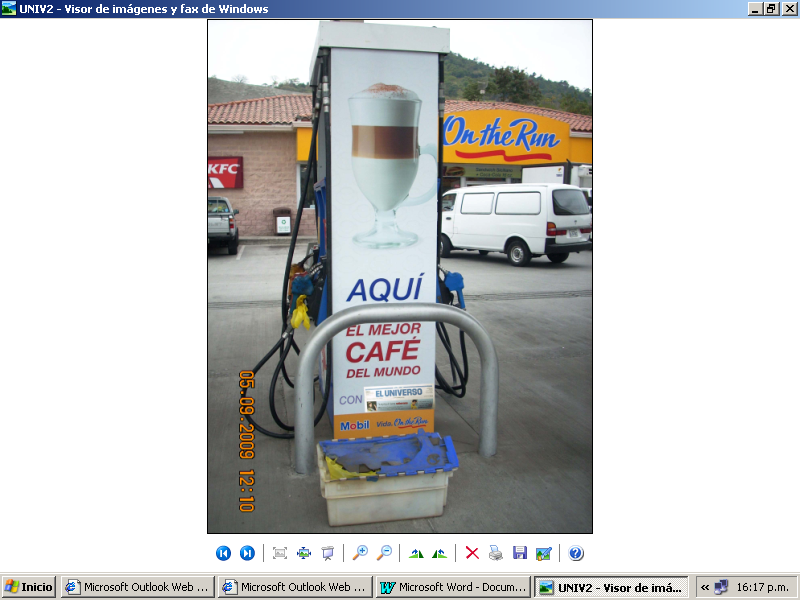 UNIV2 - Visor de imágenes y fax de Windows
On the Run
KFC
AQUÍ
EL MEJOR
CAFÉ
DEL MUNDO
CON EL UNIVERSO
Mobil Vida On the Run
05.09.2009 12:10
Inicio
Microsoft Outlook Web ...
Microsoft Outlook Web ...
Microsoft Word - Docum...
UNIV2 - Visor de imá...
«
16:17 p.m.